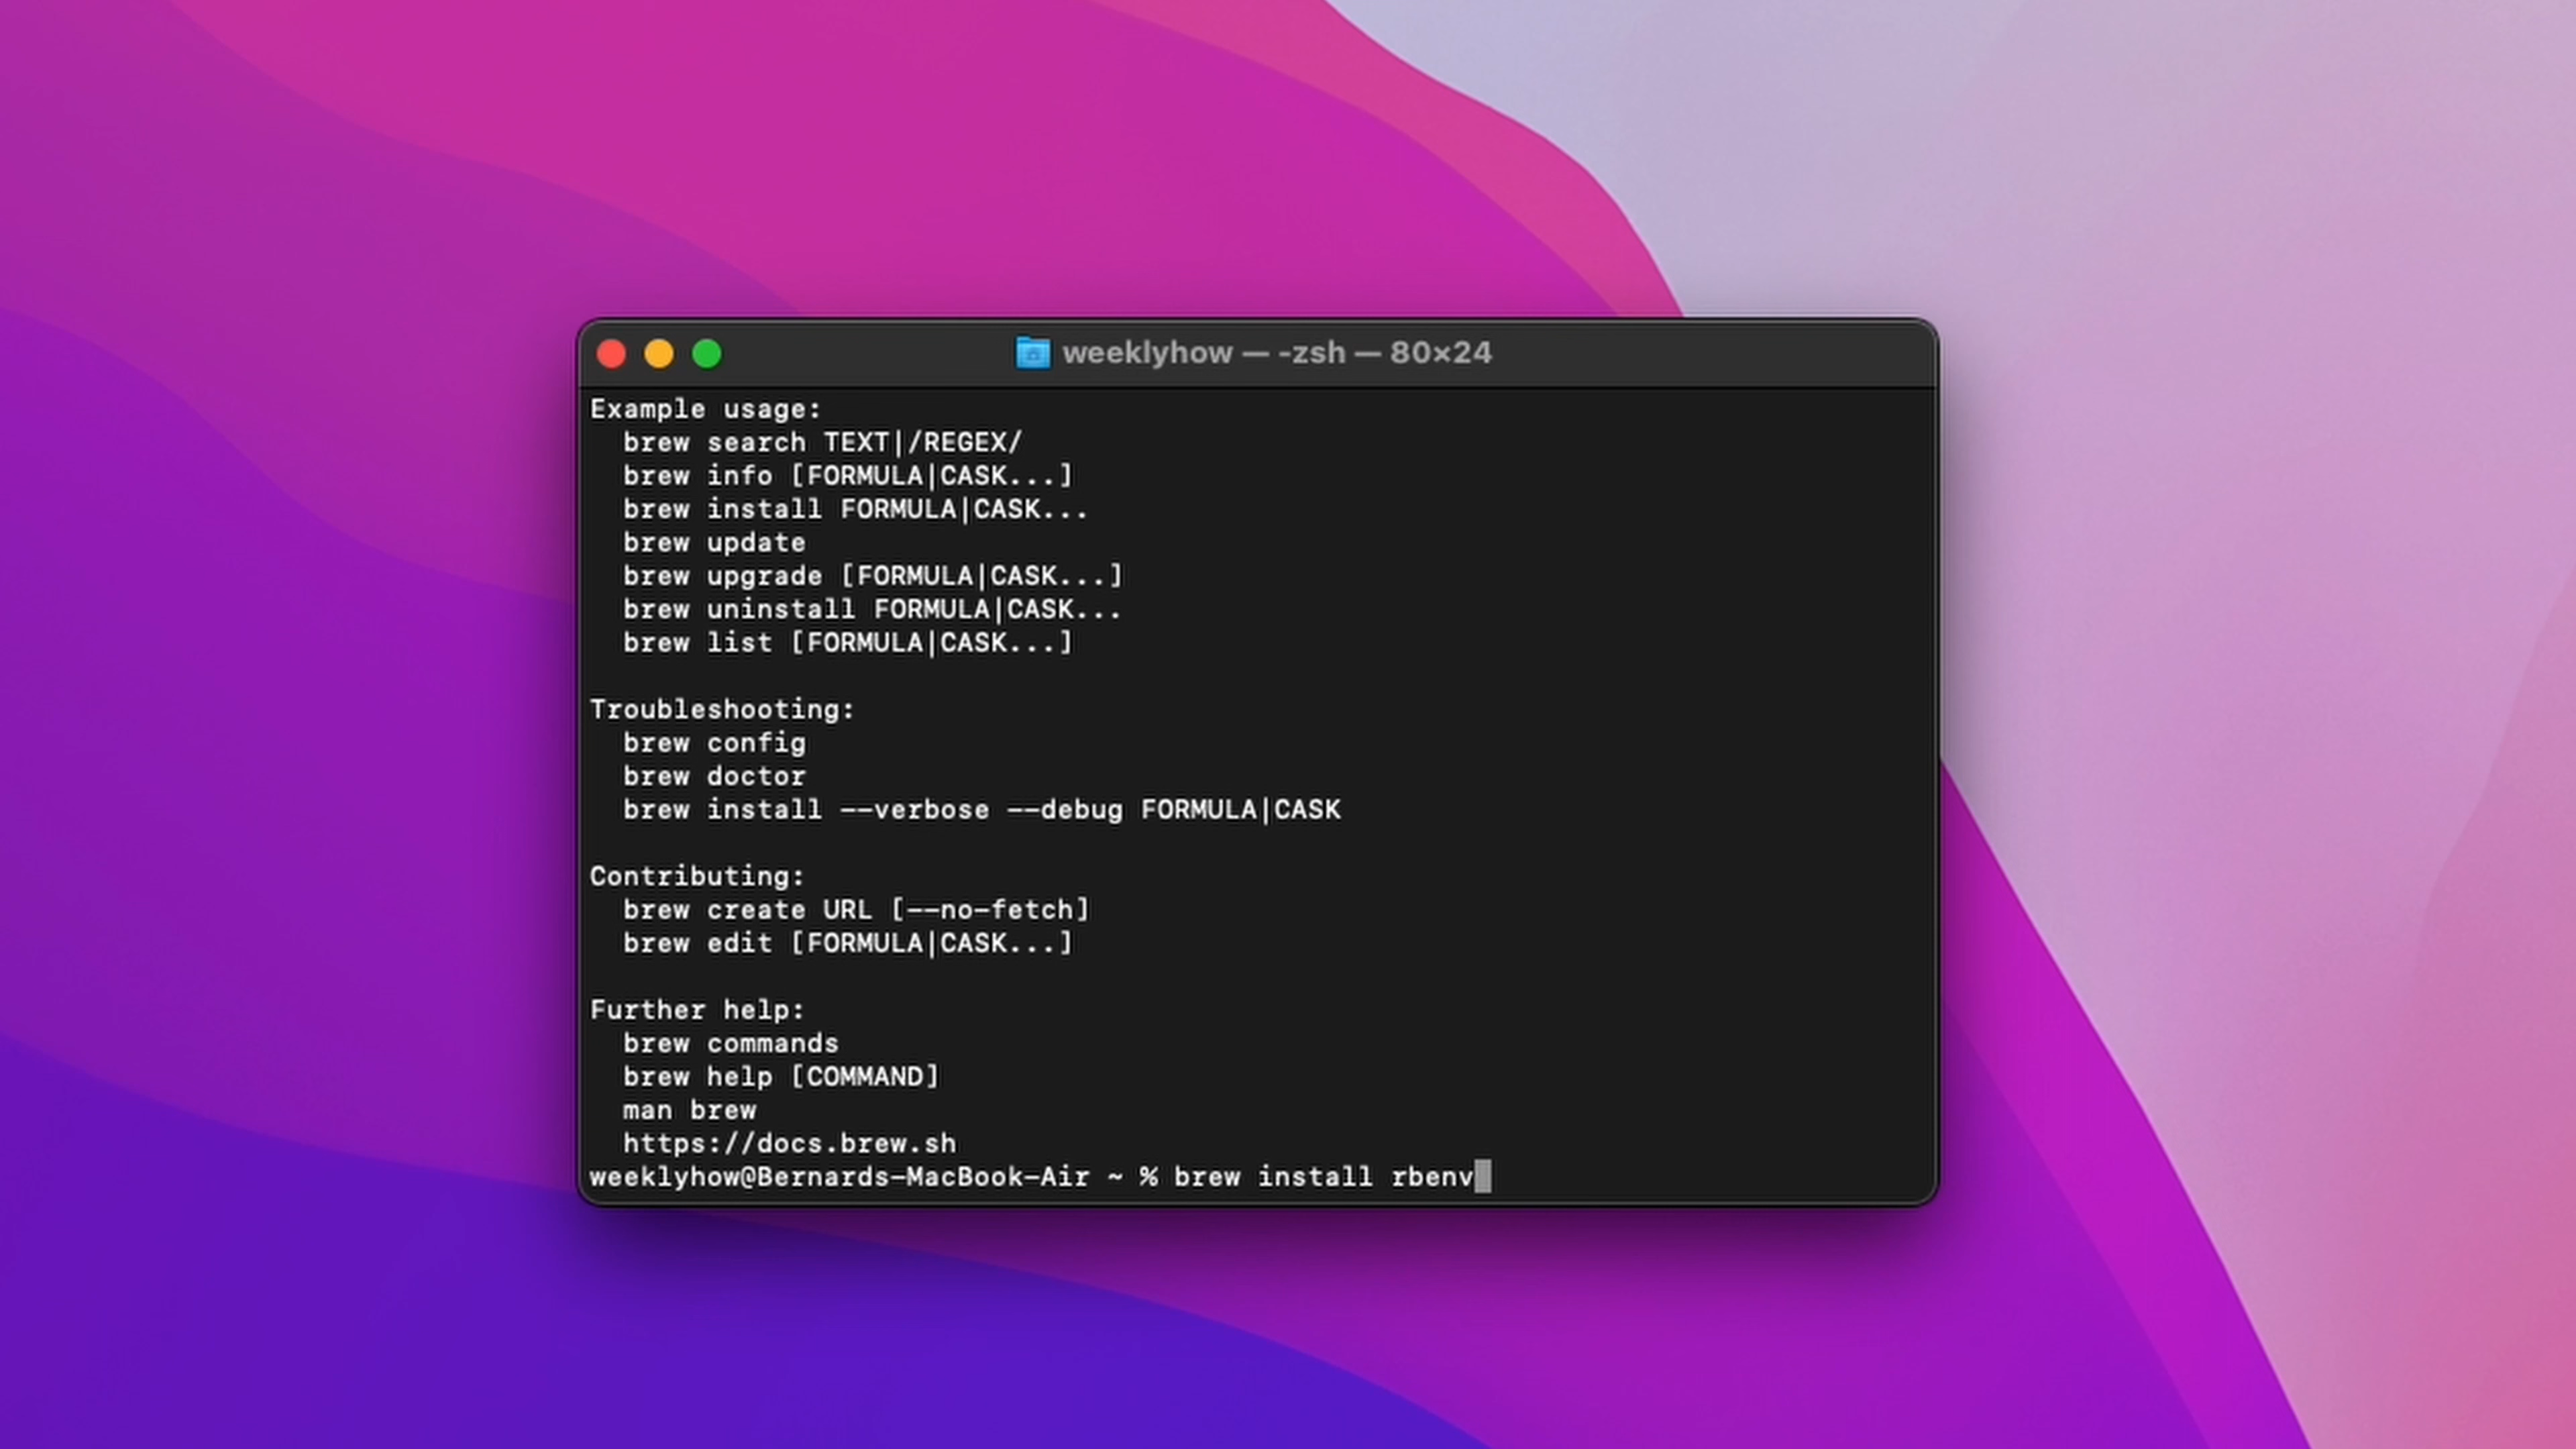 weeklyhow — -zsh — 80×24
Example usage:
  brew search TEXT|/REGEX/
  brew info [FORMULA|CASK...]
  brew install FORMULA|CASK...
  brew update
  brew upgrade [FORMULA|CASK...]
  brew uninstall FORMULA|CASK...
  brew list [FORMULA|CASK...]

Troubleshooting:
  brew config
  brew doctor
  brew install --verbose --debug FORMULA|CASK

Contributing:
  brew create URL [--no-fetch]
  brew edit [FORMULA|CASK...]

Further help:
  brew commands
  brew help [COMMAND]
  man brew
  https://docs.brew.sh
weeklyhow@Bernards-MacBook-Air ~ % brew install rbenv